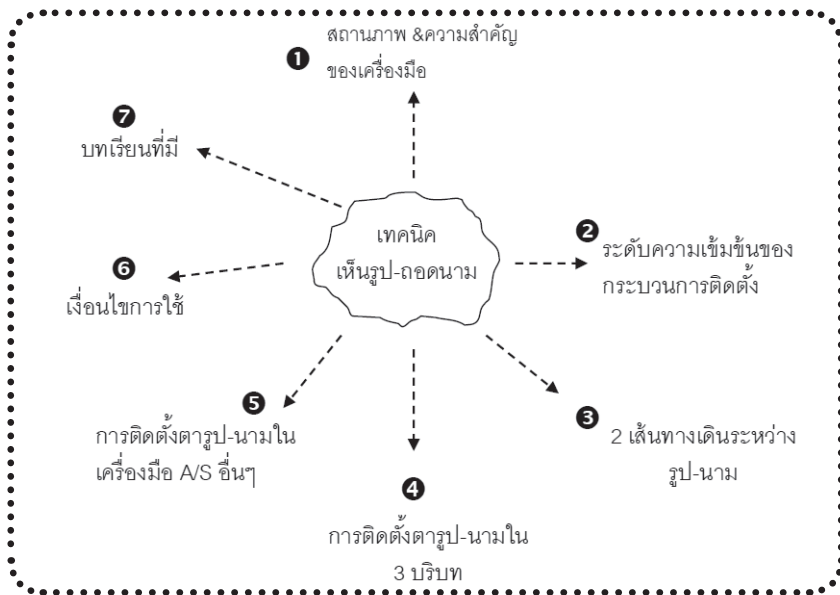 ❶ สถานภาพ &ความสำคัญ
ของเครื่องมือ
❼
บทเรียนที่มี
เทคนิค
เห็นรูป-ถอดนาม
❷ ระดับความเข้มข้นของ
กระบวนการติดตั้ง
❻
เงื่อนไขการใช้
❸ 2 เส้นทางเดินระหว่าง
รูป-นาม
❺
การติดตั้งตารูป-นามใน
เครื่องมือ A/S อื่นๆ
❹
การติดตั้งตารูป-นามใน
3 บริบท